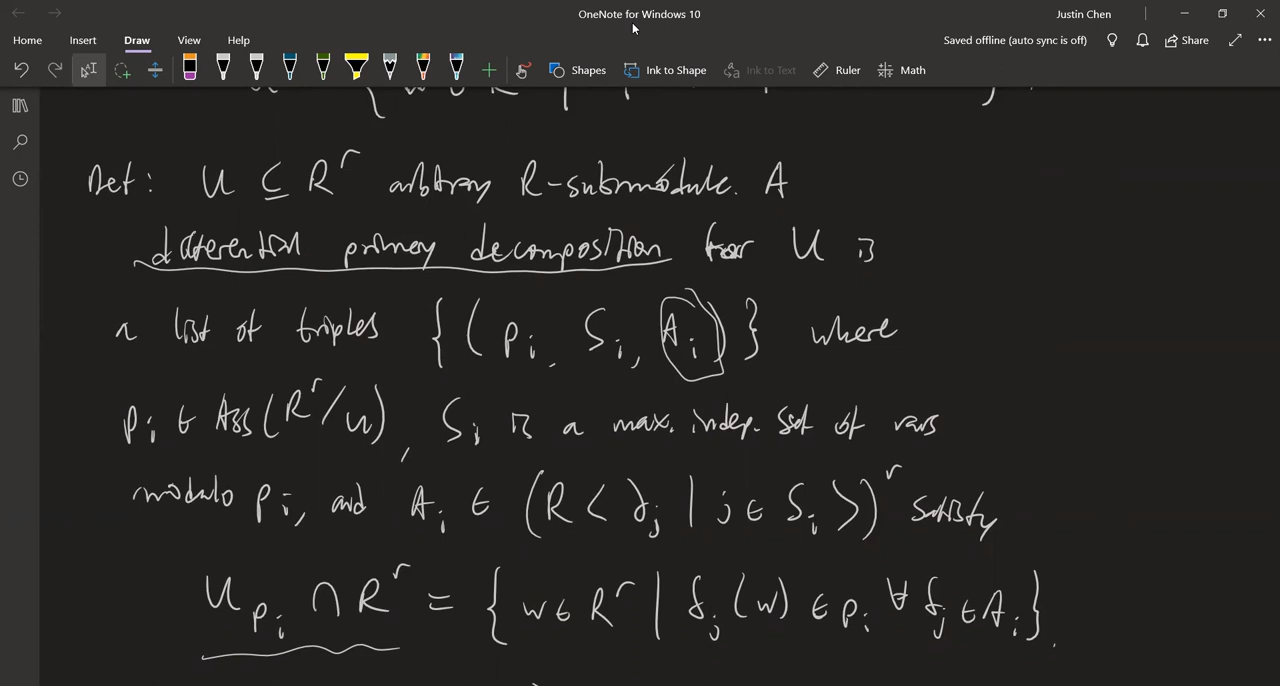 OneNote for Windows 10
Justin Chen
Home Insert Draw View Help
Saved offline (auto sync is off) Share
Shapes Ink to Shape Ink to Text Ruler Math
Def: U ⊆ R^r arbitrary R-submodule. A
differential primary decomposition for U is
a list of triples {(p_i, S_i, A_i)} where
p_i ∈ Ass(R^r/U), S_i is a max. indep. set of vars
modulo p_i, and A_i ∈ (R<∂_j | j ∈ S_i>)^r satisfy
U_{p_i} ∩ R^r = {w ∈ R^r | δ_j(w) ∈ p_i ∀ δ_j ∈ A_i}.